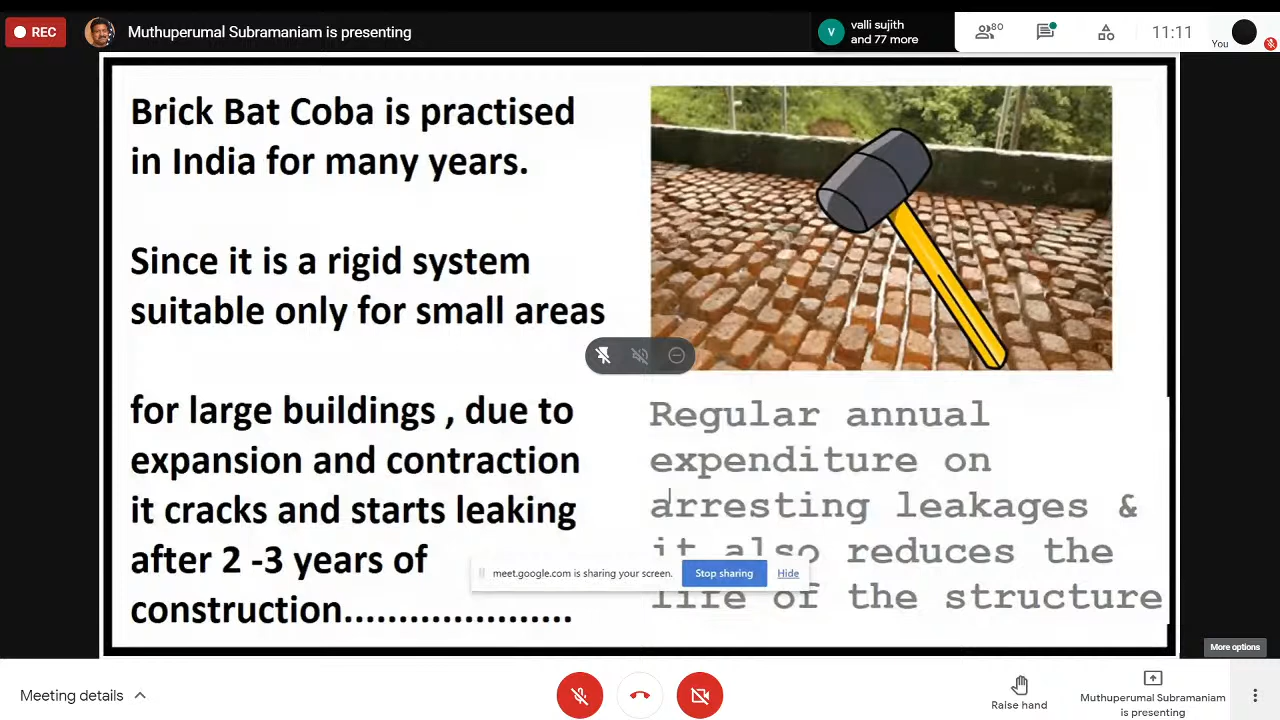 REC
Muthuperumal Subramaniam is presenting
V
valli sujith
and 77 more
80
11:11
You
Brick Bat Coba is practised
in India for many years.
Since it is a rigid system
suitable only for small areas
for large buildings , due to
expansion and contraction
it cracks and starts leaking
after 2 -3 years of
construction.....................
Regular annual
expenditure on
arresting leakages &
it also reduces the
life of the structure
meet.google.com is sharing your screen.
Stop sharing
Hide
More options
Meeting details
Raise hand
Muthuperumal Subramaniam
is presenting